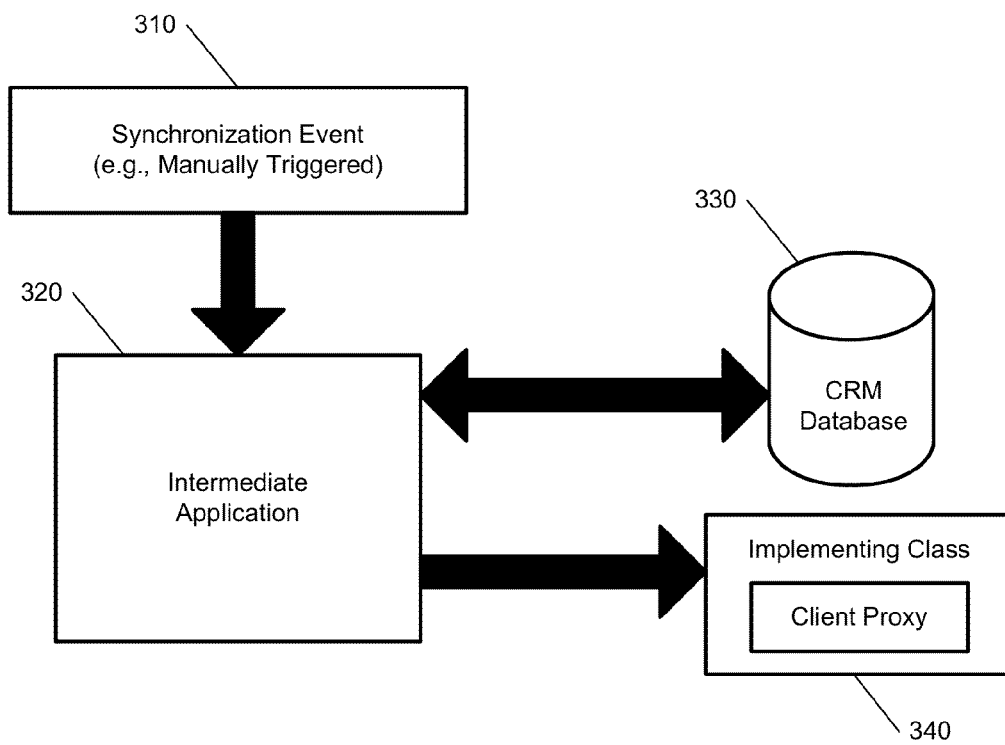 310
Synchronization Event
(e.g., Manually Triggered)
330
320
CRM
Database
Intermediate
Application
Implementing Class
Client Proxy
340